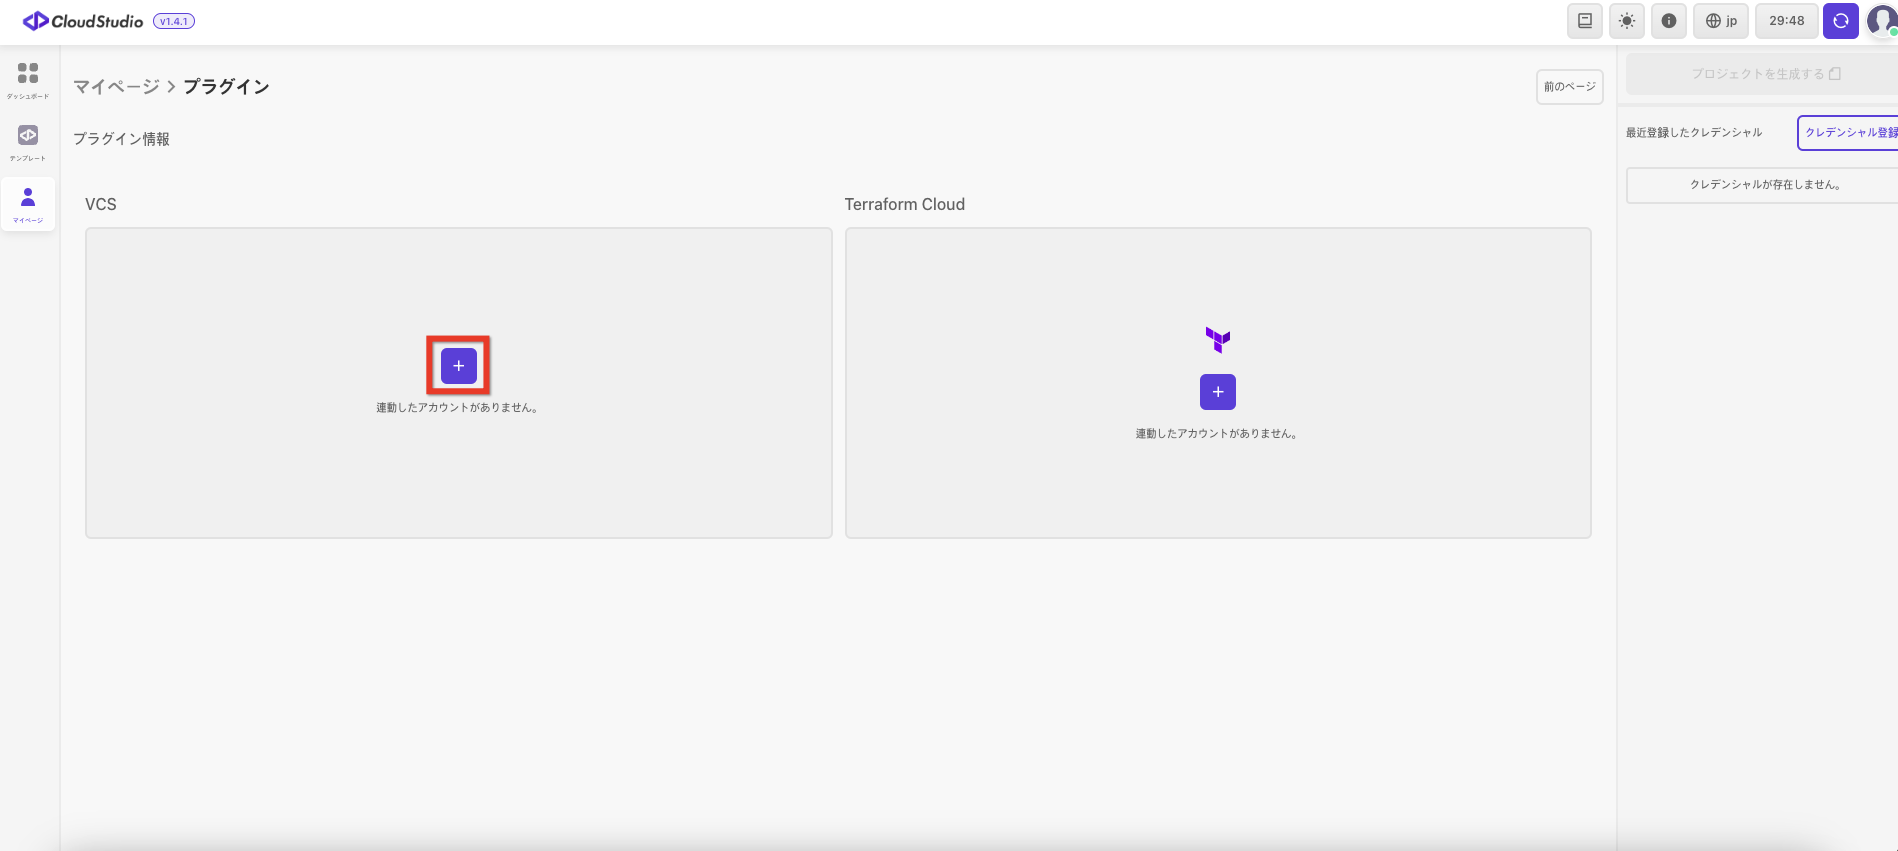 CloudStudio v1.4.1
jp
29:48
ダッシュボード
テンプレート
マイページ
マイページ > プラグイン
前のページ
プラグイン情報
VCS
Terraform Cloud
+
連動したアカウントがありません。
+
連動したアカウントがありません。
プロジェクトを生成する
最近登録したクレデンシャル
クレデンシャル登録
クレデンシャルが存在しません。